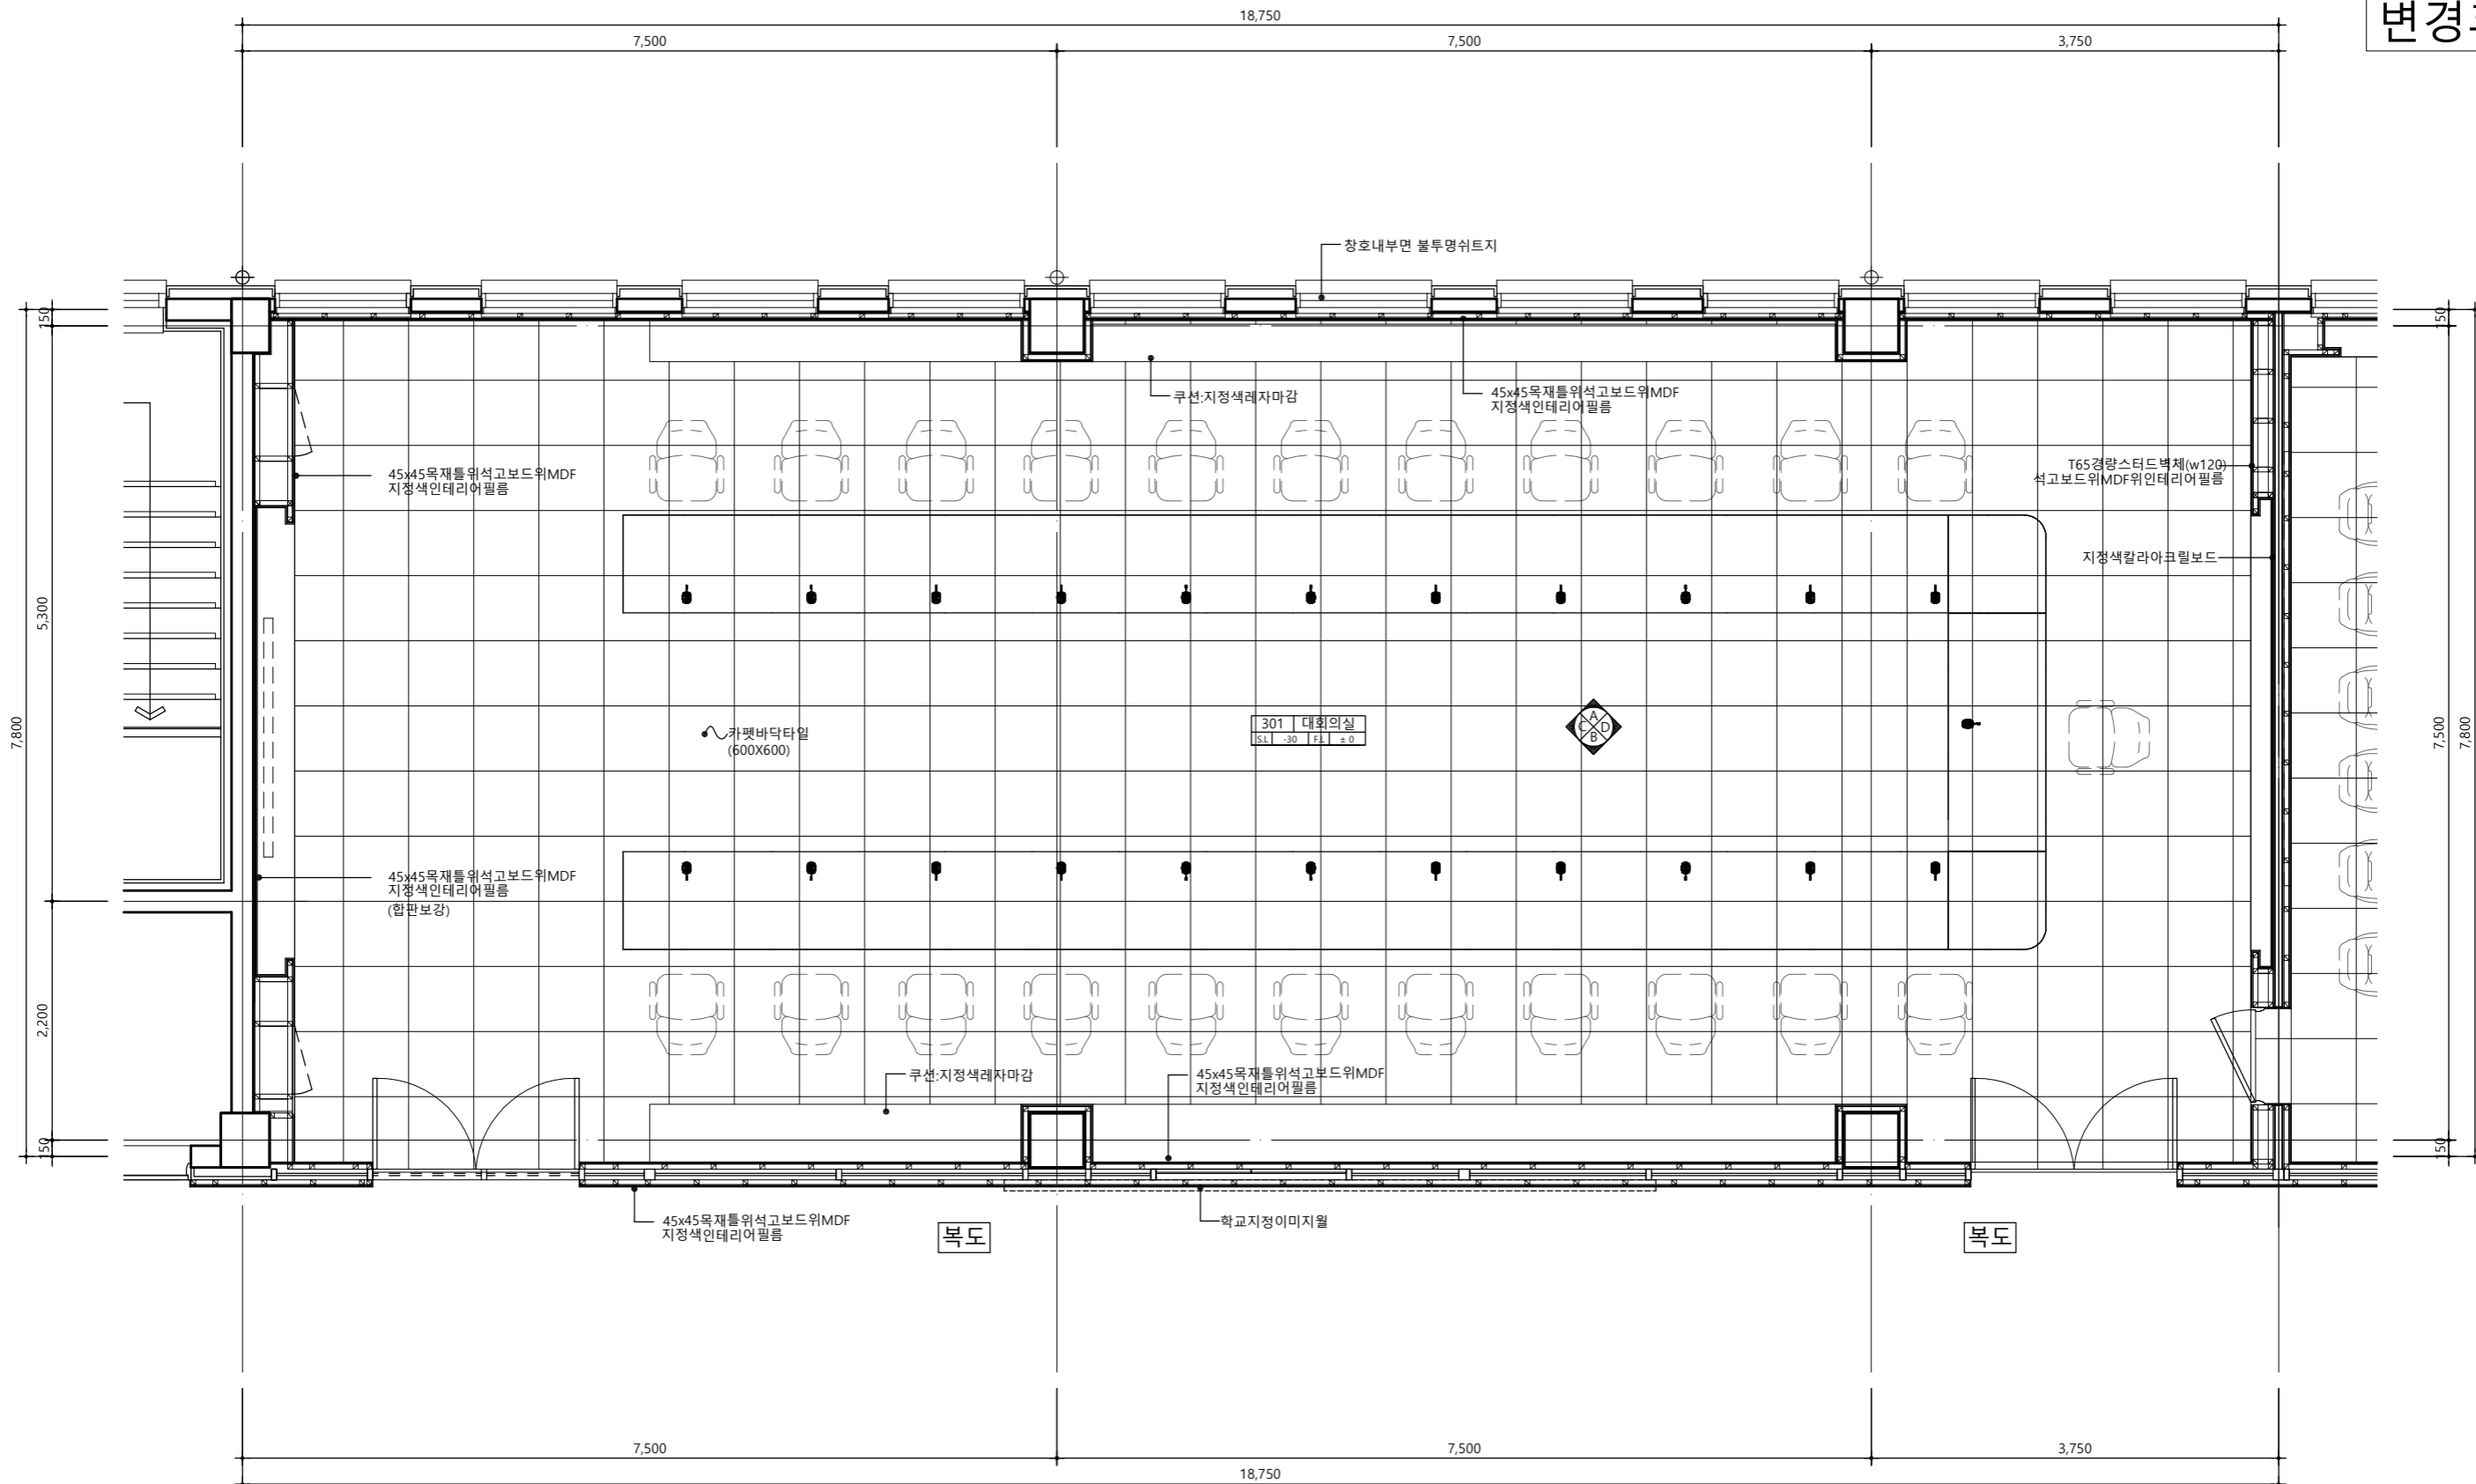 18,750
7,500 7,500 3,750
변경
창호내부면 불투명쉬트지
150
150
쿠션:지정색레자마감
45x45목재틀위석고보드위MDF
지정색인테리어필름
45x45목재틀위석고보드위MDF
지정색인테리어필름
T65경량스터드벽체(w120)
석고보드위MDF위인테리어필름
지정색칼라아크릴보드
5,300
7,800
7,500
7,800
카펫바닥타일
(600X600)
301 대회의실
S.L -30 F.L ± 0
A
C D
B
45x45목재틀위석고보드위MDF
지정색인테리어필름
(합판보강)
2,200
쿠션:지정색레자마감
45x45목재틀위석고보드위MDF
지정색인테리어필름
150
150
45x45목재틀위석고보드위MDF
지정색인테리어필름
학교지정이미지월
복도
복도
7,500 7,500 3,750
18,750